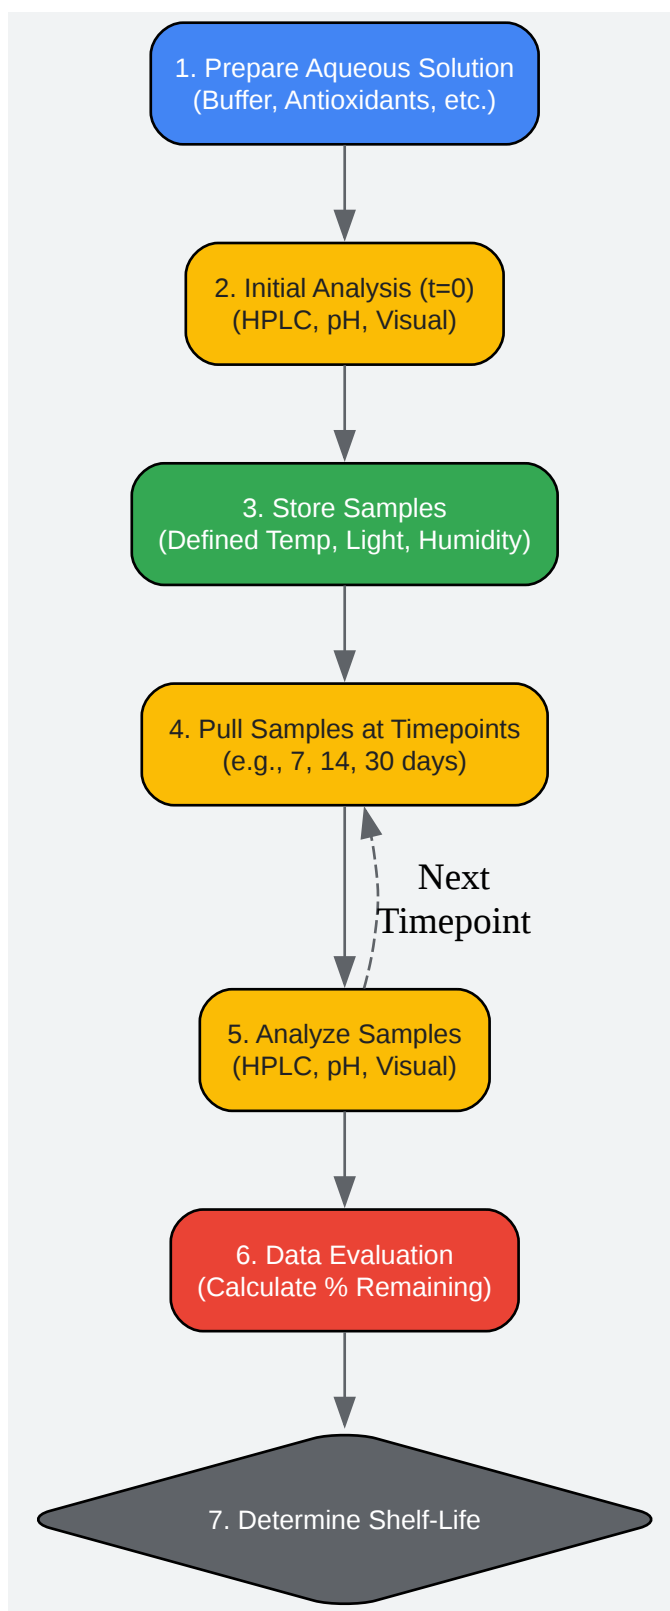 1. Prepare Aqueous Solution
(Buffer, Antioxidants, etc.)
2. Initial Analysis (t=0)
(HPLC, pH, Visual)
3. Store Samples
(Defined Temp, Light, Humidity)
4. Pull Samples at Timepoints
(e.g., 7, 14, 30 days)
Next
Timepoint
5. Analyze Samples
(HPLC, pH, Visual)
6. Data Evaluation
(Calculate % Remaining)
7. Determine Shelf-Life